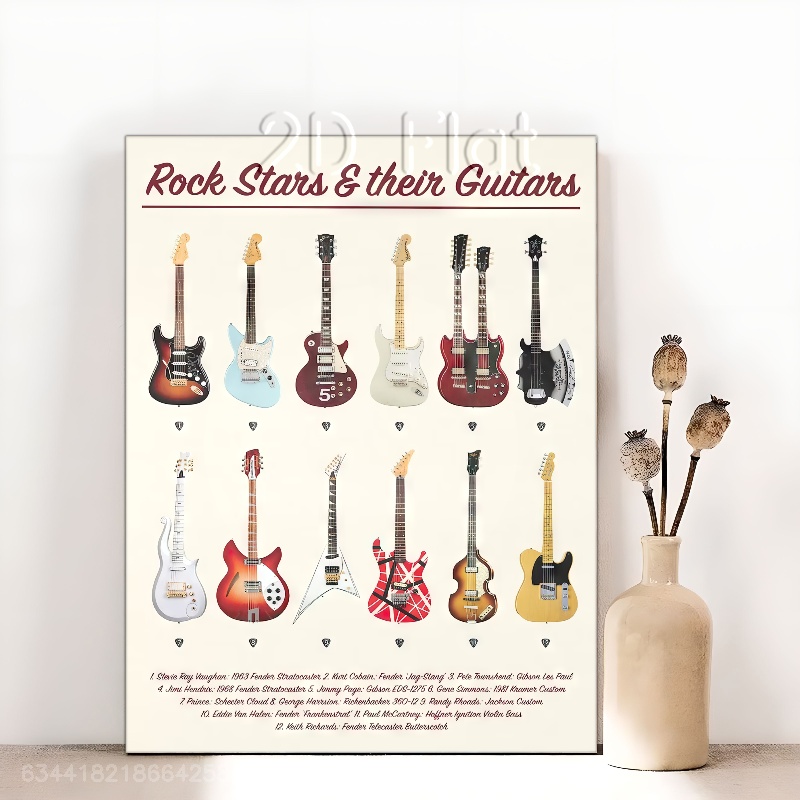 2D Flat
Rock Stars & their Guitars
5
1. Stevie Ray Vaughan: 1963 Fender Stratocaster 2. Kurt Cobain: Fender 'Jag-Stang' 3. Pete Townshend: Gibson Les Paul
4. Jimi Hendrix: 1968 Fender Stratocaster 5. Jimmy Page: Gibson EDS-1275 6. Gene Simmons: 1981 Kramer Custom
7. Prince: Schecter Cloud 8. George Harrsion: Richenbacker 360-12 9. Randy Rhoads: Jackson Custom
10. Eddie Van Halen: Fender 'Frankenstrat' 11. Paul McCartney: Hoffner Ignition Violin Bass
12. Keith Richards: Fender Telecaster Butterscotch